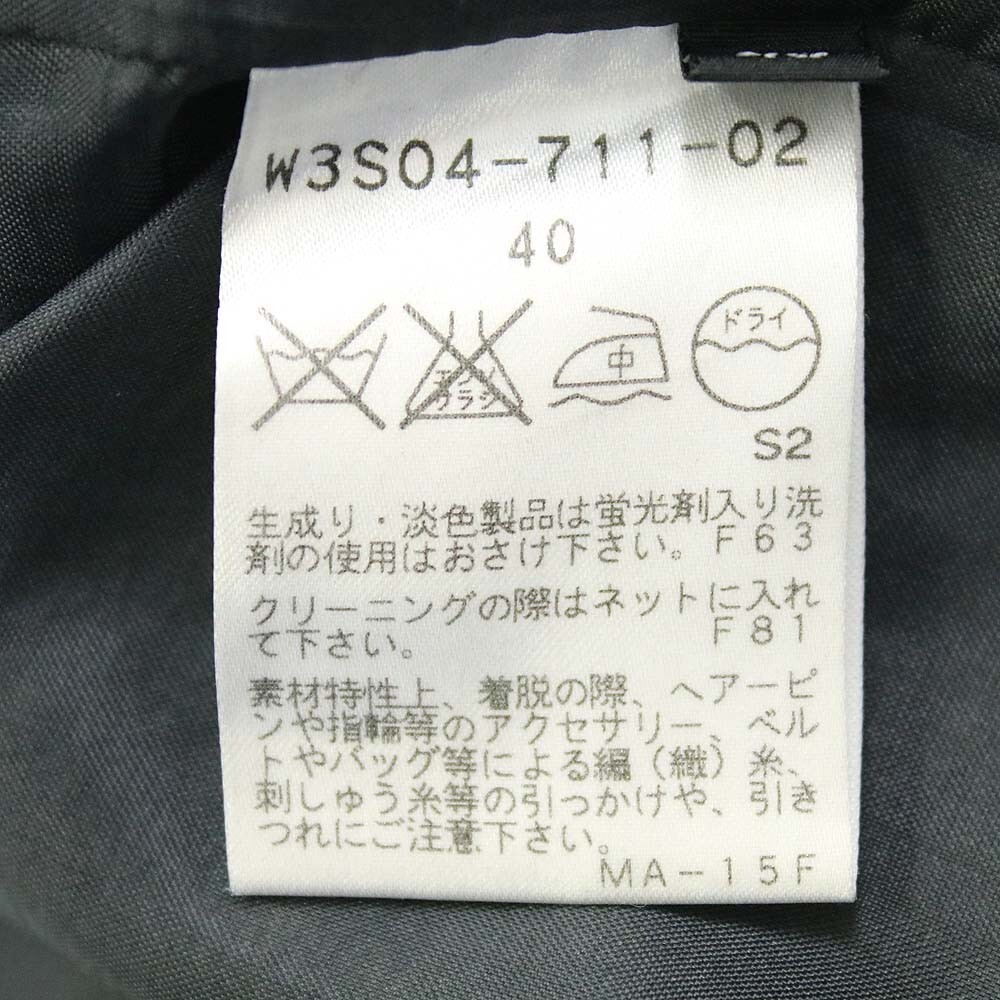 W3S04-711-02
40
エンソ
サラシ
中
ドライ
S2
生成り・淡色製品は蛍光剤入り洗
剤の使用はおさけ下さい。F63
クリーニングの際はネットに入れ
て下さい。 F81
素材特性上、着脱の際、ヘアーピ
ンや指輪等のアクセサリー、ベル
トやバッグ等による編（織）糸、
刺しゅう糸等の引っかけや、引き
つれにご注意下さい。
MA-15F